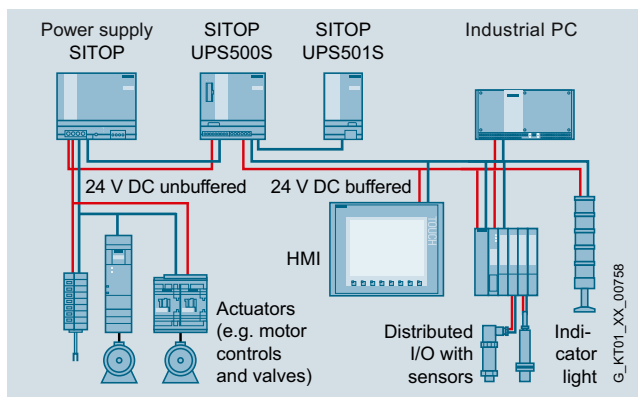 Power supply
SITOP
SITOP
UPS500S
SITOP
UPS501S
Industrial PC
24 V DC unbuffered
24 V DC buffered
HMI
TOUCH
Actuators
(e.g. motor
controls
and valves)
Distributed
I/O with
sensors
Indi-
cator
light
G_KT01_XX_00758